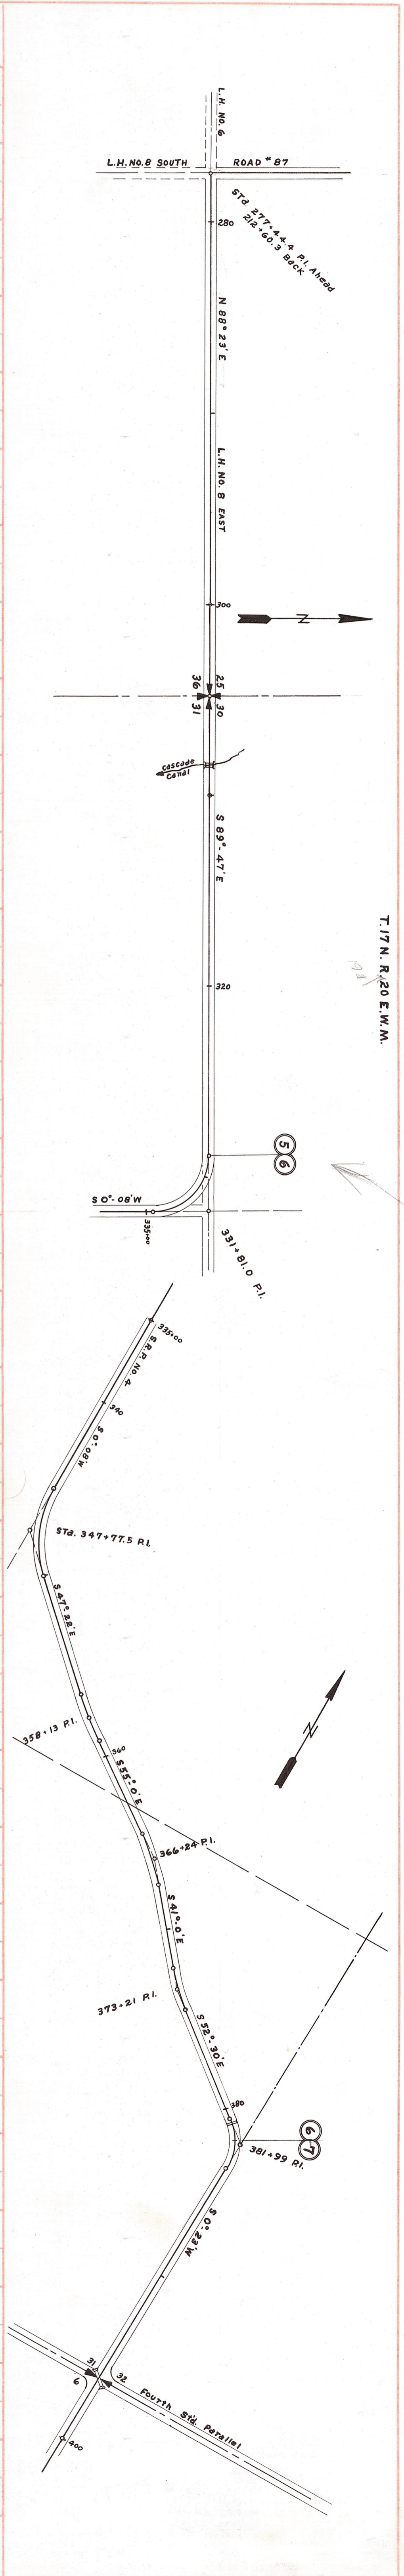 L.H. NO. 6
L.H. NO. 8 SOUTH
ROAD #87
Sta. 277+44.4 P.I. Ahead
212+60.3 Back
280
N 88° 23' E
L.H. NO. 8 EAST
300
N
25
30
36
31
Cascade
Canal
S 89°-47' E
T. 17 N. R. 20 E. W. M.
320
5
6
S 0°-08' W
335+00
331+81.0 P.I.
335+00
S.R.P. No. 4
340
S 0°-08' W
Sta. 347+77.5 P.I.
S 47°-22' E
358+13 P.I.
360
S 55°-0' E
N
366+24 P.I.
S 41°-0' E
373+21 P.I.
S 52°-30' E
380
6
7
381+99 P.I.
S 0°-23' W
31
32
6
Fourth Std. Parallel
400